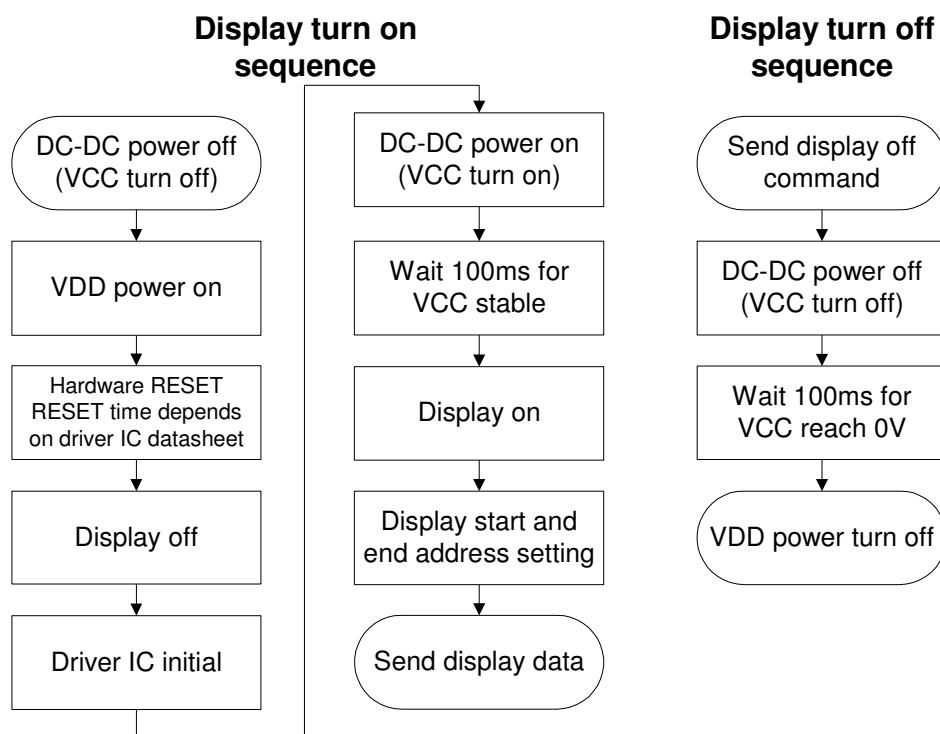 Display turn on
sequence
DC-DC power off
(VCC turn off)
VDD power on
Hardware RESET
RESET time depends
on driver IC datasheet
Display off
Driver IC initial
DC-DC power on
(VCC turn on)
Wait 100ms for
VCC stable
Display on
Display start and
end address setting
Send display data
Display turn off
sequence
Send display off
command
DC-DC power off
(VCC turn off)
Wait 100ms for
VCC reach 0V
VDD power turn off